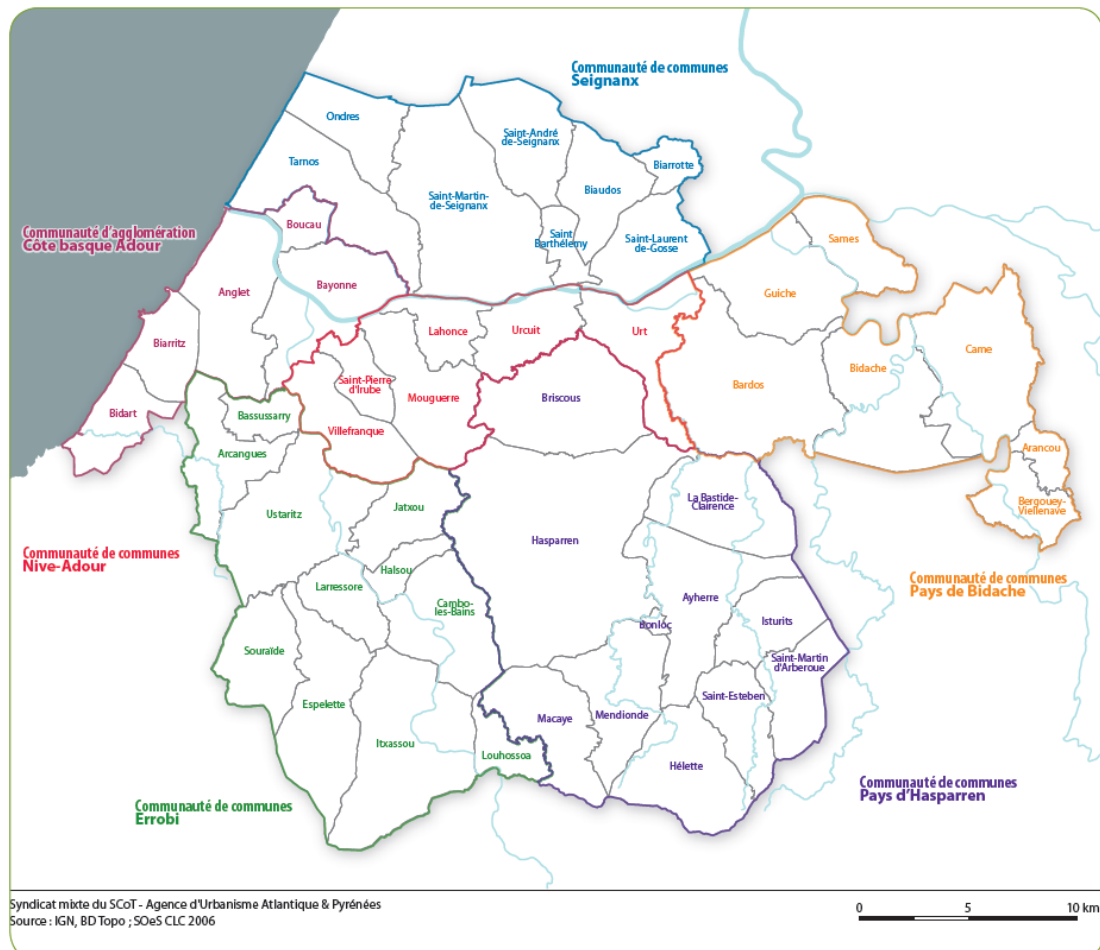 Communauté de communes
Seignanx
Ondres
Saint-André
de-Seignanx
Tarnos
Biarrotte
Biaudos
Saint-Martin-
de-Seignanx
Boucau
Communauté d'agglomération
Côte basque Adour
Saint
Barthélemy
Saint-Laurent
de-Gosse
Sames
Bayonne
Anglet
Guiche
Biarritz
Lahonce
Urcuit
Urt
Came
Bidache
Saint-Pierre
d'Irube
Bardos
Mouguerre
Briscous
Bidart
Bassussarry
Villefranque
Arcangues
Arancou
La Bastide-
Clairence
Bergouey-
Viellenave
Ustaritz
Jatxou
Hasparren
Communauté de communes
Nive-Adour
Halsou
Communauté de communes
Pays de Bidache
Larressore
Cambo-
les-Bains
Ayherre
Isturits
Bonloc
Souraïde
Saint-Martin
d'Arberoue
Saint-Esteben
Espelette
Macaye
Mendionde
Itxassou
Louhossoa
Hélette
Communauté de communes
Pays d'Hasparren
Communauté de communes
Errobi
Syndicat mixte du SCoT - Agence d'Urbanisme Atlantique & Pyrénées
Source : IGN, BD Topo ; SOeS CLC 2006
0 5 10 km